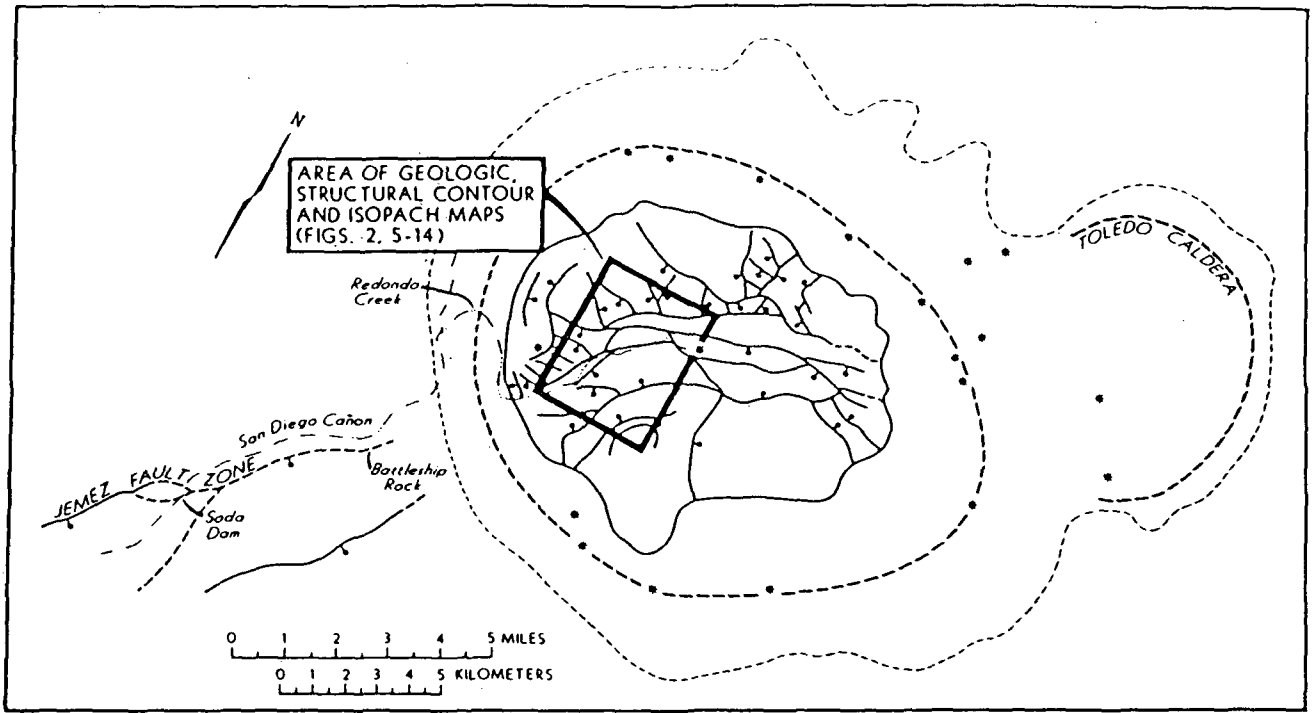 N
AREA OF GEOLOGIC,
STRUCTURAL CONTOUR
AND ISOPACH MAPS
(FIGS. 2, 5-14)
TOLEDO CALDERA
Redondo
Creek
San Diego Cañon
JEMEZ FAULT ZONE
Battleship
Rock
Soda
Dam
0 1 2 3 4 5 MILES
0 1 2 3 4 5 KILOMETERS